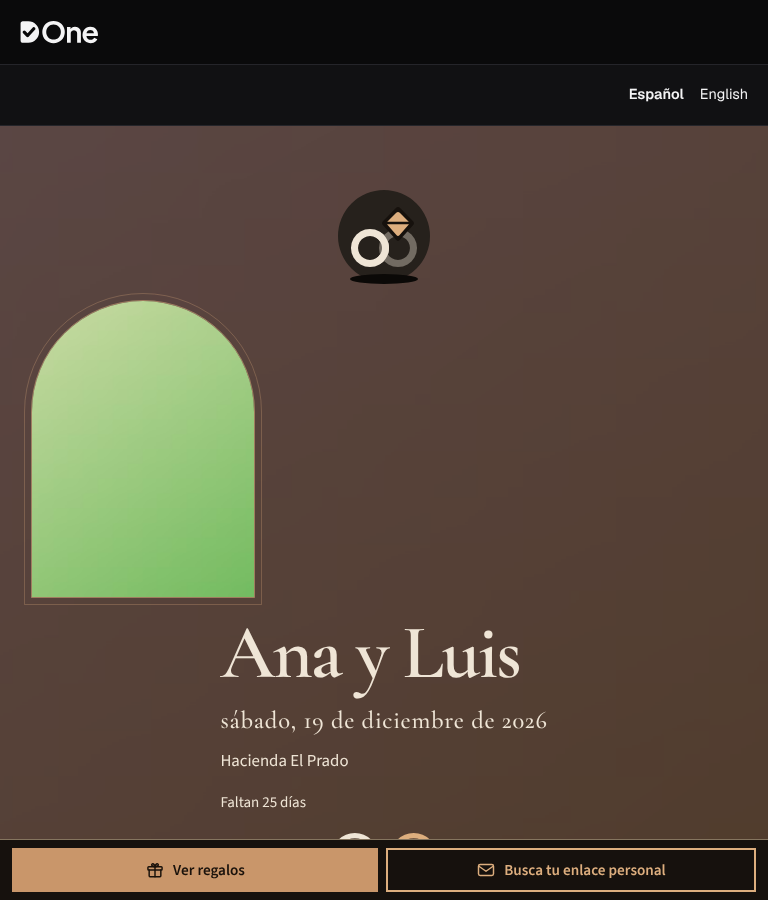 One
Español English
Ana y Luis
sábado, 19 de diciembre de 2026
Hacienda El Prado
Faltan 25 días
Ver regalos
Busca tu enlace personal